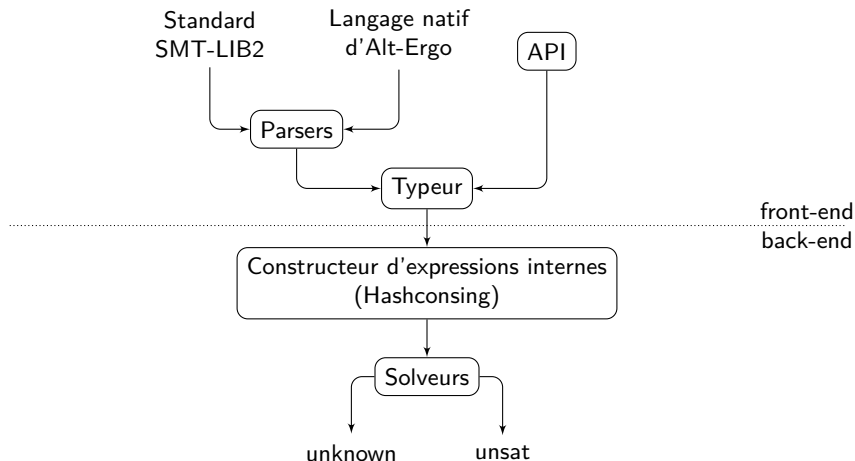 Standard
SMT-LIB2
Langage natif
d'Alt-Ergo
API
Parsers
Typeur
front-end
back-end
Constructeur d'expressions internes
(Hashconsing)
Solveurs
unknown
unsat